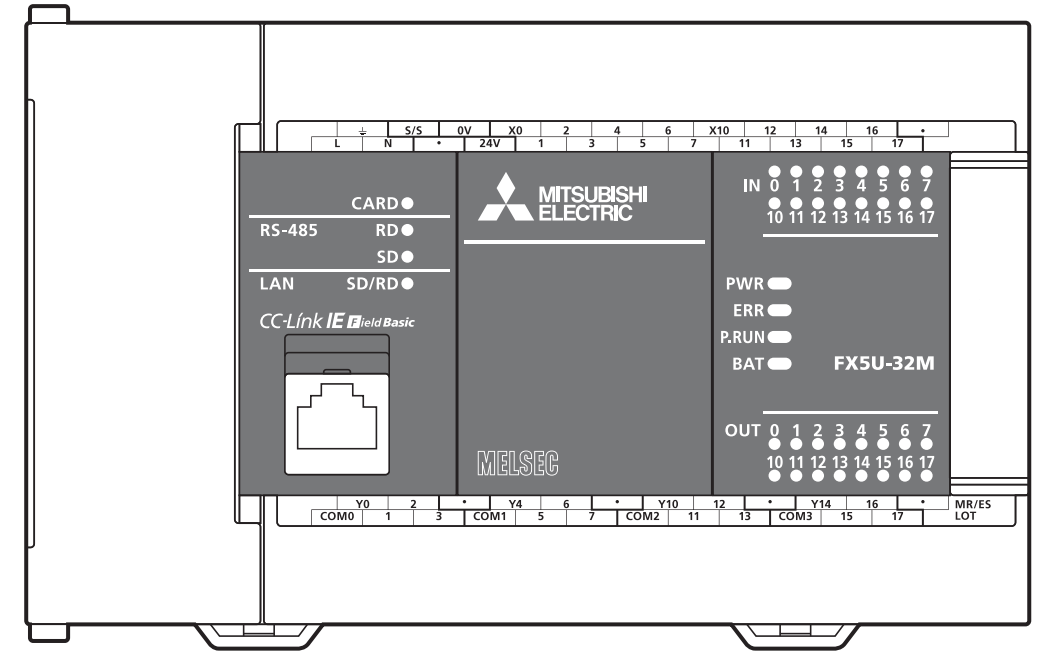 ⏚ S/S 0V X0 2 4 6 X10 12 14 16 •
L N • 24V 1 3 5 7 11 13 15 17
MITSUBISHI
ELECTRIC
CARD
RS-485 RD
SD
LAN SD/RD
CC-Link IE Field Basic
MELSEC
IN 0 1 2 3 4 5 6 7
10 11 12 13 14 15 16 17
PWR
ERR
P.RUN
BAT FX5U-32M
OUT 0 1 2 3 4 5 6 7
10 11 12 13 14 15 16 17
Y0 2 • Y4 6 • Y10 12 • Y14 16 • MR/ES
COM0 1 3 COM1 5 7 COM2 11 13 COM3 15 17 LOT